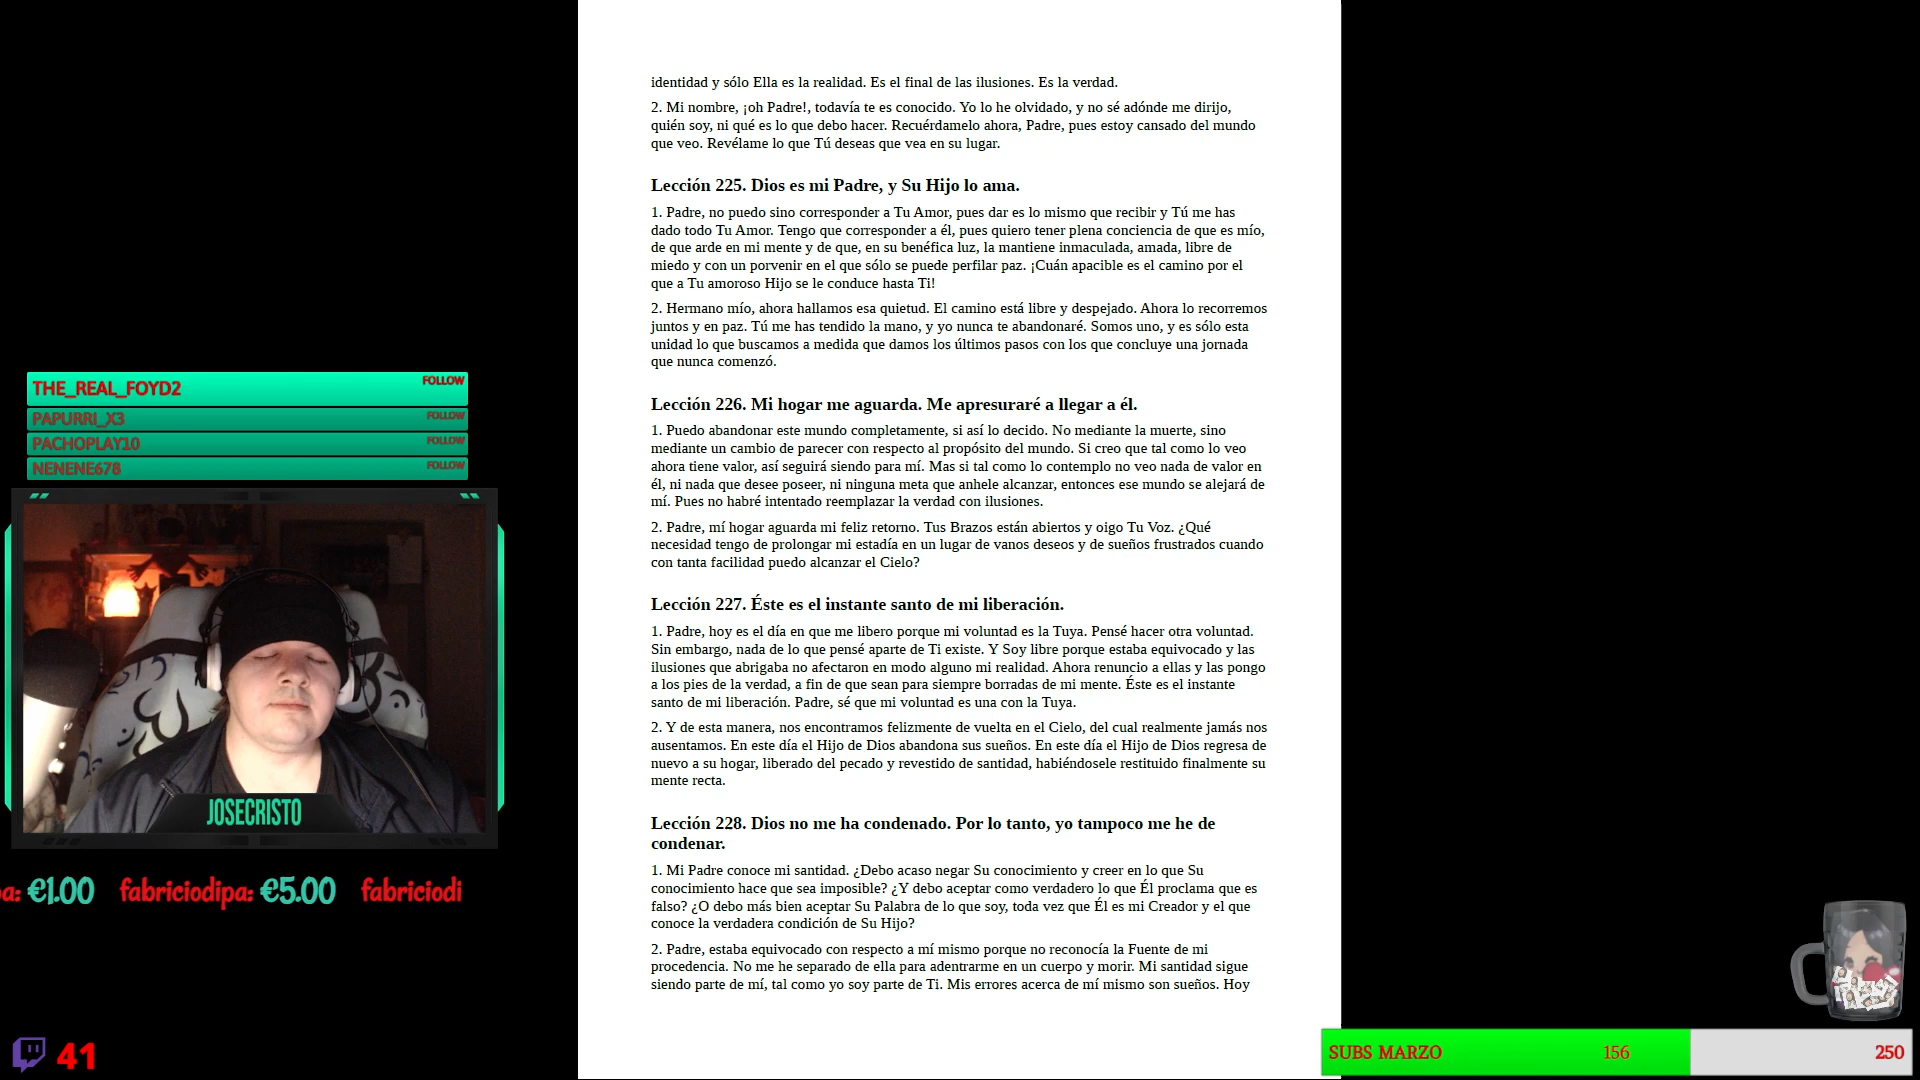 identidad y sólo Ella es la realidad. Es el final de las ilusiones. Es la verdad.
2. Mi nombre, ¡oh Padre!, todavía te es conocido. Yo lo he olvidado, y no sé adónde me dirijo,
quién soy, ni qué es lo que debo hacer. Recuérdamelo ahora, Padre, pues estoy cansado del mundo
que veo. Revélame lo que Tú deseas que vea en su lugar.
Lección 225. Dios es mi Padre, y Su Hijo lo ama.
1. Padre, no puedo sino corresponder a Tu Amor, pues dar es lo mismo que recibir y Tú me has
dado todo Tu Amor. Tengo que corresponder a él, pues quiero tener plena conciencia de que es mío,
de que arde en mi mente y de que, en su benéfica luz, la mantiene inmaculada, amada, libre de
miedo y con un porvenir en el que sólo se puede perfilar paz. ¡Cuán apacible es el camino por el
que a Tu amoroso Hijo se le conduce hasta Ti!
2. Hermano mío, ahora hallamos esa quietud. El camino está libre y despejado. Ahora lo recorremos
juntos y en paz. Tú me has tendido la mano, y yo nunca te abandonaré. Somos uno, y es sólo esta
unidad lo que buscamos a medida que damos los últimos pasos con los que concluye una jornada
que nunca comenzó.
Lección 226. Mi hogar me aguarda. Me apresuraré a llegar a él.
1. Puedo abandonar este mundo completamente, si así lo decido. No mediante la muerte, sino
mediante un cambio de parecer con respecto al propósito del mundo. Si creo que tal como lo veo
ahora tiene valor, así seguirá siendo para mí. Mas si tal como lo contemplo no veo nada de valor en
él, ni nada que desee poseer, ni ninguna meta que anhele alcanzar, entonces ese mundo se alejará de
mí. Pues no habré intentado reemplazar la verdad con ilusiones.
2. Padre, mí hogar aguarda mi feliz retorno. Tus Brazos están abiertos y oigo Tu Voz. ¿Qué
necesidad tengo de prolongar mi estadía en un lugar de vanos deseos y de sueños frustrados cuando
con tanta facilidad puedo alcanzar el Cielo?
Lección 227. Éste es el instante santo de mi liberación.
1. Padre, hoy es el día en que me libero porque mi voluntad es la Tuya. Pensé hacer otra voluntad.
Sin embargo, nada de lo que pensé aparte de Ti existe. Y Soy libre porque estaba equivocado y las
ilusiones que abrigaba no afectaron en modo alguno mi realidad. Ahora renuncio a ellas y las pongo
a los pies de la verdad, a fin de que sean para siempre borradas de mi mente. Éste es el instante
santo de mi liberación. Padre, sé que mi voluntad es una con la Tuya.
2. Y de esta manera, nos encontramos felizmente de vuelta en el Cielo, del cual realmente jamás nos
ausentamos. En este día el Hijo de Dios abandona sus sueños. En este día el Hijo de Dios regresa de
nuevo a su hogar, liberado del pecado y revestido de santidad, habiéndosele restituido finalmente su
mente recta.
Lección 228. Dios no me ha condenado. Por lo tanto, yo tampoco me he de
condenar.
1. Mi Padre conoce mi santidad. ¿Debo acaso negar Su conocimiento y creer en lo que Su
conocimiento hace que sea imposible? ¿Y debo aceptar como verdadero lo que Él proclama que es
falso? ¿O debo más bien aceptar Su Palabra de lo que soy, toda vez que Él es mi Creador y el que
conoce la verdadera condición de Su Hijo?
2. Padre, estaba equivocado con respecto a mí mismo porque no reconocía la Fuente de mi
procedencia. No me he separado de ella para adentrarme en un cuerpo y morir. Mi santidad sigue
siendo parte de mí, tal como yo soy parte de Ti. Mis errores acerca de mí mismo son sueños. Hoy
THE_REAL_FOYD2 FOLLOW
PAPURRI_X3 FOLLOW
PACHOPLAY10 FOLLOW
NENENE678 FOLLOW
JOSECRISTO
pa: €1.00 fabriciodipa: €5.00 fabriciodi
41
SUBS MARZO 156 250